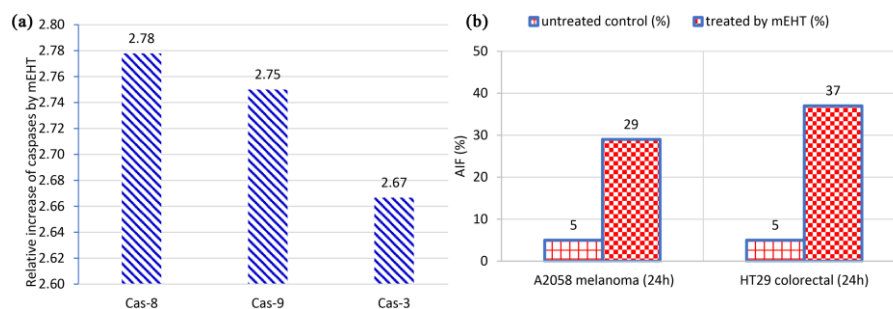 (a)
Relative increase of caspases by mEHT
2.80
2.78
2.76
2.74
2.72
2.70
2.68
2.66
2.64
2.62
2.60
2.78
2.75
2.67
Cas-8
Cas-9
Cas-3
(b)
untreated control (%)
treated by mEHT (%)
AIF (%)
50
40
30
20
10
0
5
29
5
37
A2058 melanoma (24h)
HT29 colorectal (24h)